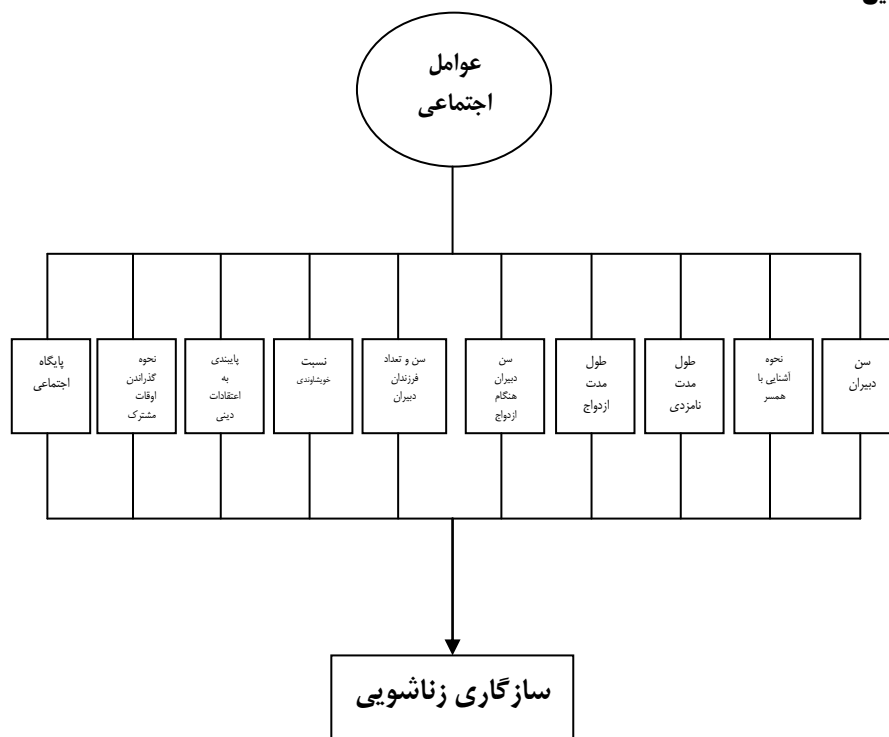 عوامل
اجتماعی
سن
دبیران
نحوه
آشنایی با
همسر
طول
مدت
نامزدی
طول
مدت
ازدواج
سن
دبیران
هنگام
ازدواج
سن و تعداد
فرزندان
دبیران
نسبت
خویشاوندی
پایبندی
به
اعتقادات
دینی
نحوه
گذراندن
اوقات
مشترک
پایگاه
اجتماعی
سازگاری زناشویی